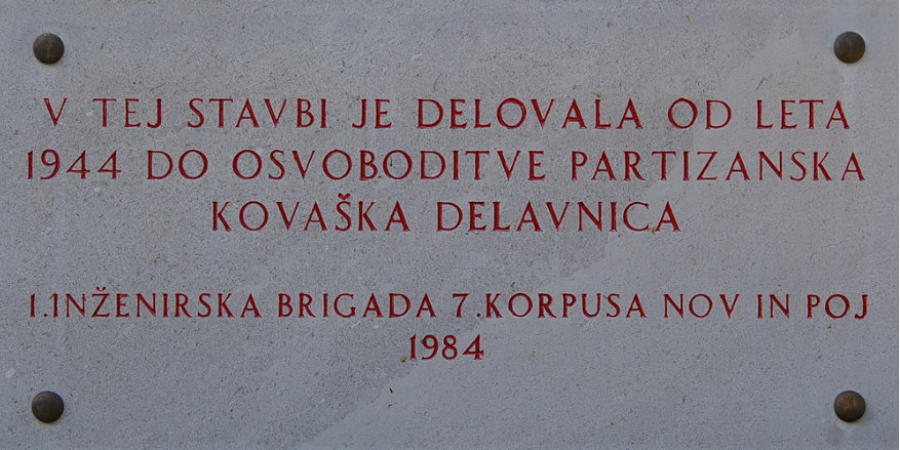 V TEJ STAVBI JE DELOVALA OD LETA
1944 DO OSVOBODITVE PARTIZANSKA
KOVAŠKA DELAVNICA
1.INŽENIRSKA BRIGADA 7.KORPUSA NOV IN POJ
1984